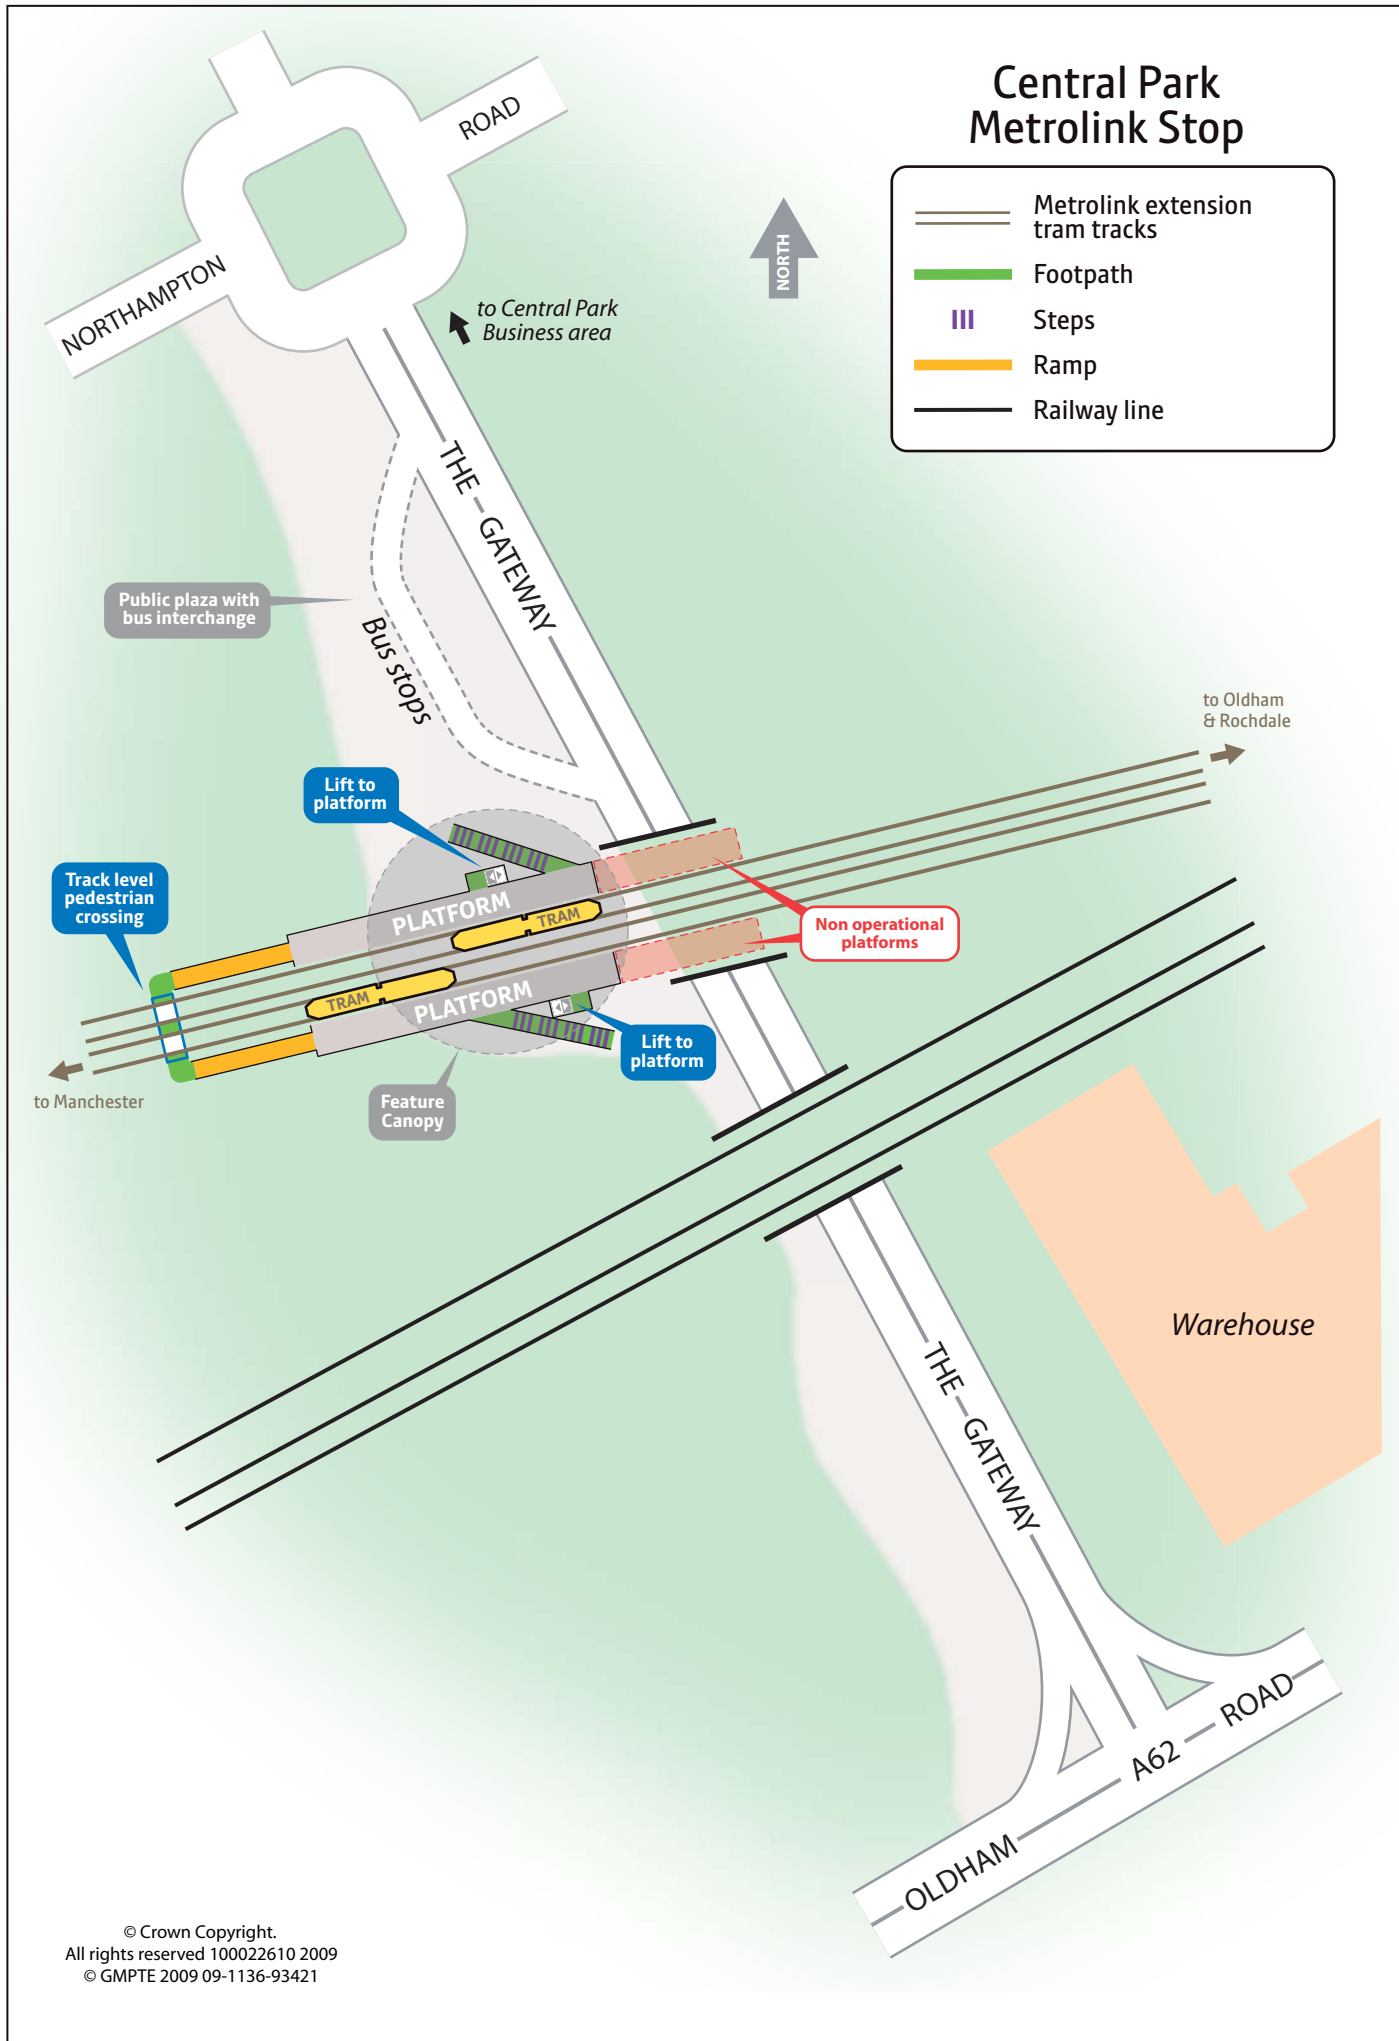 Central Park
Metrolink Stop
Metrolink extension
tram tracks
Footpath
Steps
Ramp
Railway line
ROAD
NORTHAMPTON
NORTH
to Central Park
Business area
THE
GATEWAY
Public plaza with
bus interchange
Bus stops
to Oldham
& Rochdale
Lift to
platform
Track level
pedestrian
crossing
PLATFORM
TRAM
Non operational
platforms
TRAM
PLATFORM
Lift to
platform
to Manchester
Feature
Canopy
Warehouse
THE
GATEWAY
ROAD
A62
OLDHAM
© Crown Copyright.
All rights reserved 100022610 2009
© GMPTE 2009 09-1136-93421